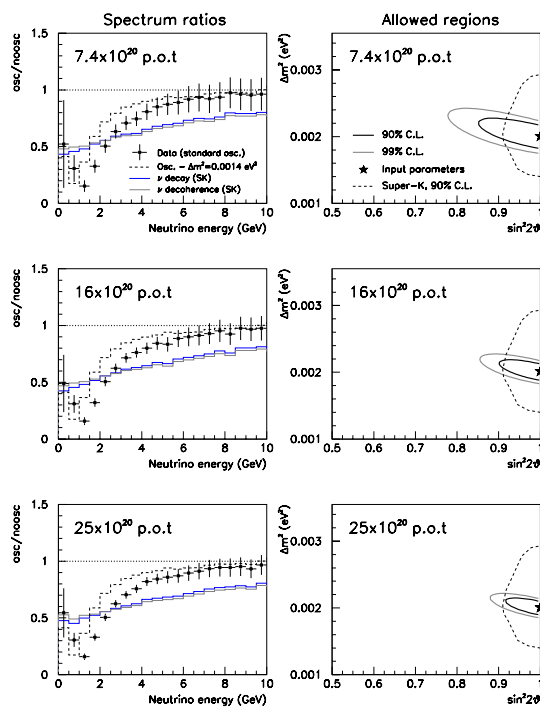 Spectrum ratios
Allowed regions
osc/noosc
1.5
1
0.5
0
7.4x10²⁰ p.o.t
Data (standard osc.)
Osc. - Δm²=0.0014 eV²
ν decay (SK)
ν decoherence (SK)
0 2 4 6 8 10
Neutrino energy (GeV)
Δm² (eV²)
0.003
0.002
0.001
7.4x10²⁰ p.o.t
90% C.L.
99% C.L.
Input parameters
Super-K, 90% C.L.
0.5 0.6 0.7 0.8 0.9 1
sin²2ϑ
osc/noosc
1.5
1
0.5
0
16x10²⁰ p.o.t
0 2 4 6 8 10
Neutrino energy (GeV)
Δm² (eV²)
0.003
0.002
0.001
16x10²⁰ p.o.t
0.5 0.6 0.7 0.8 0.9 1
sin²2ϑ
osc/noosc
1.5
1
0.5
0
25x10²⁰ p.o.t
0 2 4 6 8 10
Neutrino energy (GeV)
Δm² (eV²)
0.003
0.002
0.001
25x10²⁰ p.o.t
0.5 0.6 0.7 0.8 0.9 1
sin²2ϑ